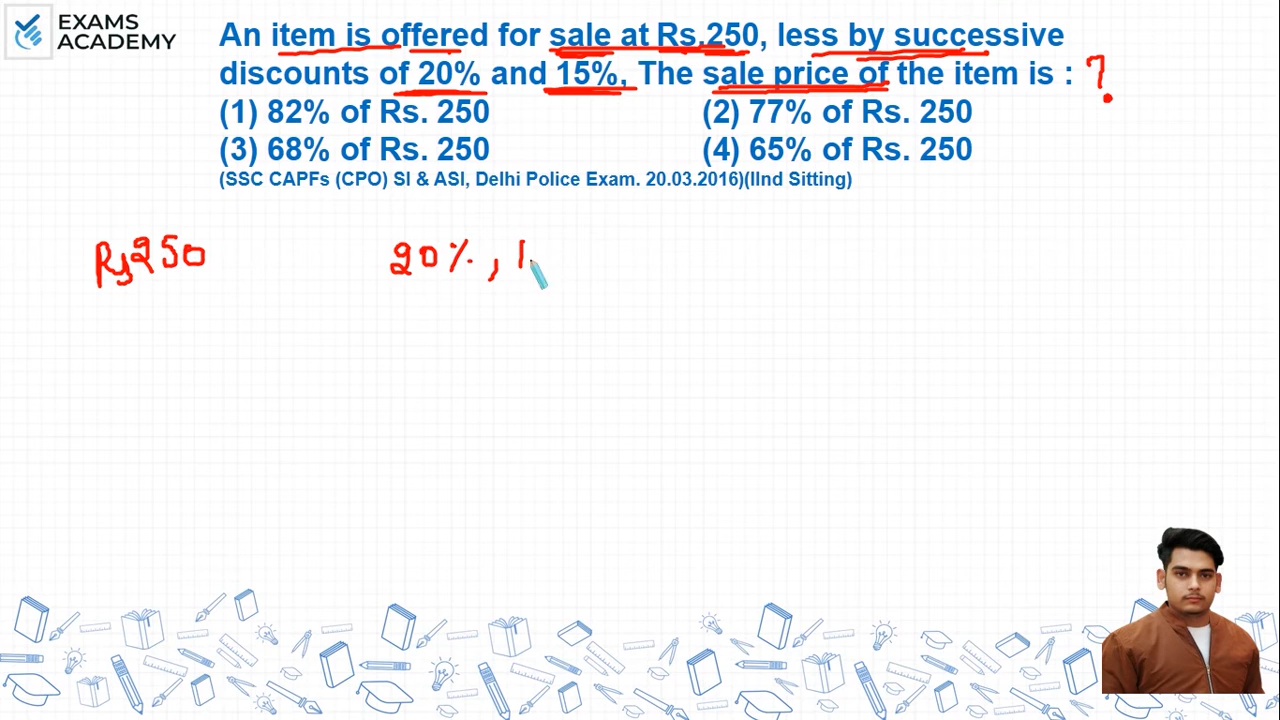 EXAMS
ACADEMY
An item is offered for sale at Rs.250, less by successive
discounts of 20% and 15%, The sale price of the item is : ?
(1) 82% of Rs. 250 (2) 77% of Rs. 250
(3) 68% of Rs. 250 (4) 65% of Rs. 250
(SSC CAPFs (CPO) SI & ASI, Delhi Police Exam. 20.03.2016)(IInd Sitting)
Rs250 20%, 1